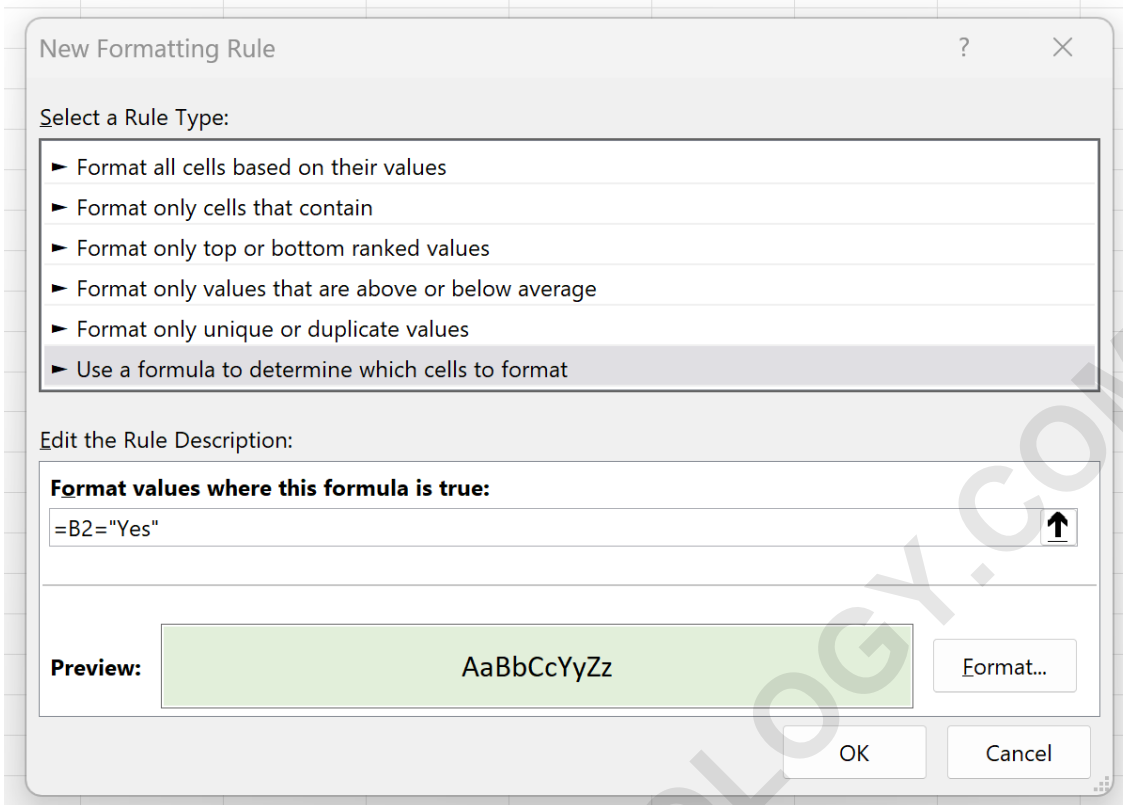 New Formatting Rule ?
Select a Rule Type:
► Format all cells based on their values
► Format only cells that contain
► Format only top or bottom ranked values
► Format only values that are above or below average
► Format only unique or duplicate values
► Use a formula to determine which cells to format
Edit the Rule Description:
Format values where this formula is true:
=B2="Yes"
Preview:
AaBbCcYyZz
Format...
OK
Cancel
OLOGY.COM